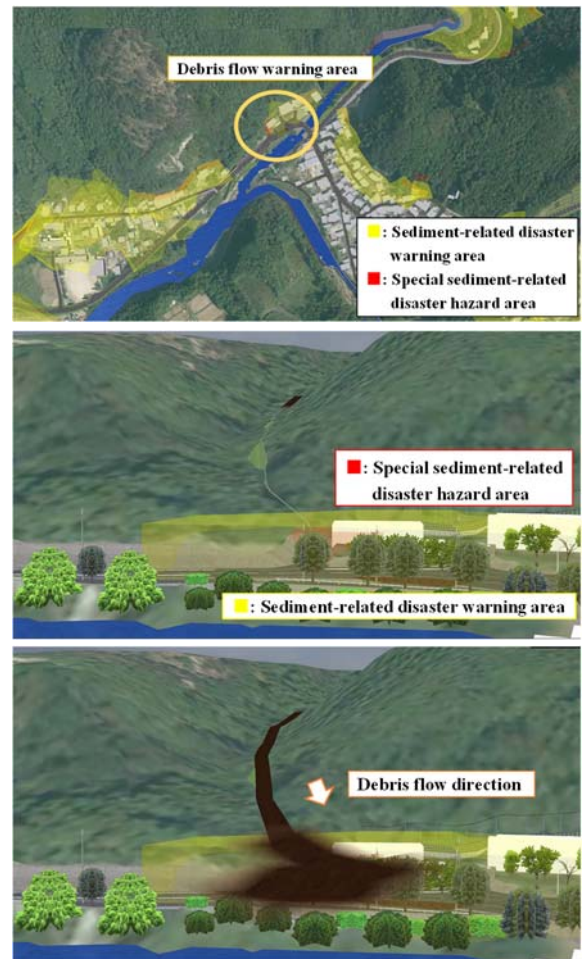 Debris flow warning area
: Sediment-related disaster
warning area
: Special sediment-related
disaster hazard area
: Special sediment-related
disaster hazard area
: Sediment-related disaster warning area
Debris flow direction